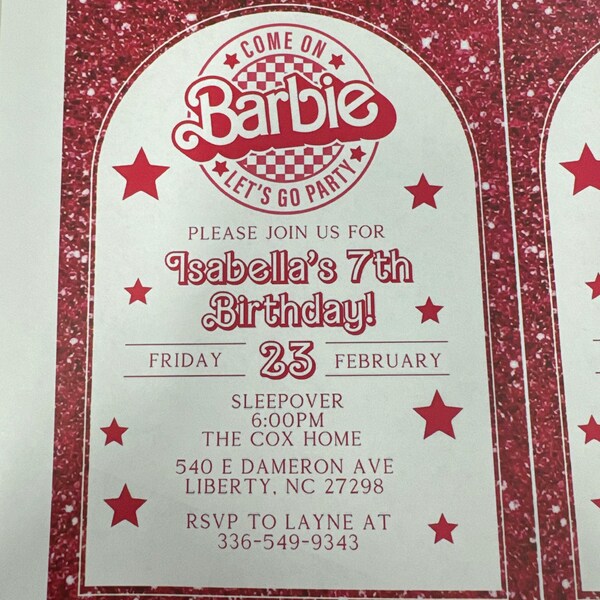 COME ON
Barbie
LET'S GO PARTY
PLEASE JOIN US FOR
Isabella's 7th
Birthday!
FRIDAY 23 FEBRUARY
SLEEPOVER
6:00PM
THE COX HOME
540 E DAMERON AVE
LIBERTY, NC 27298
RSVP TO LAYNE AT
336-549-9343